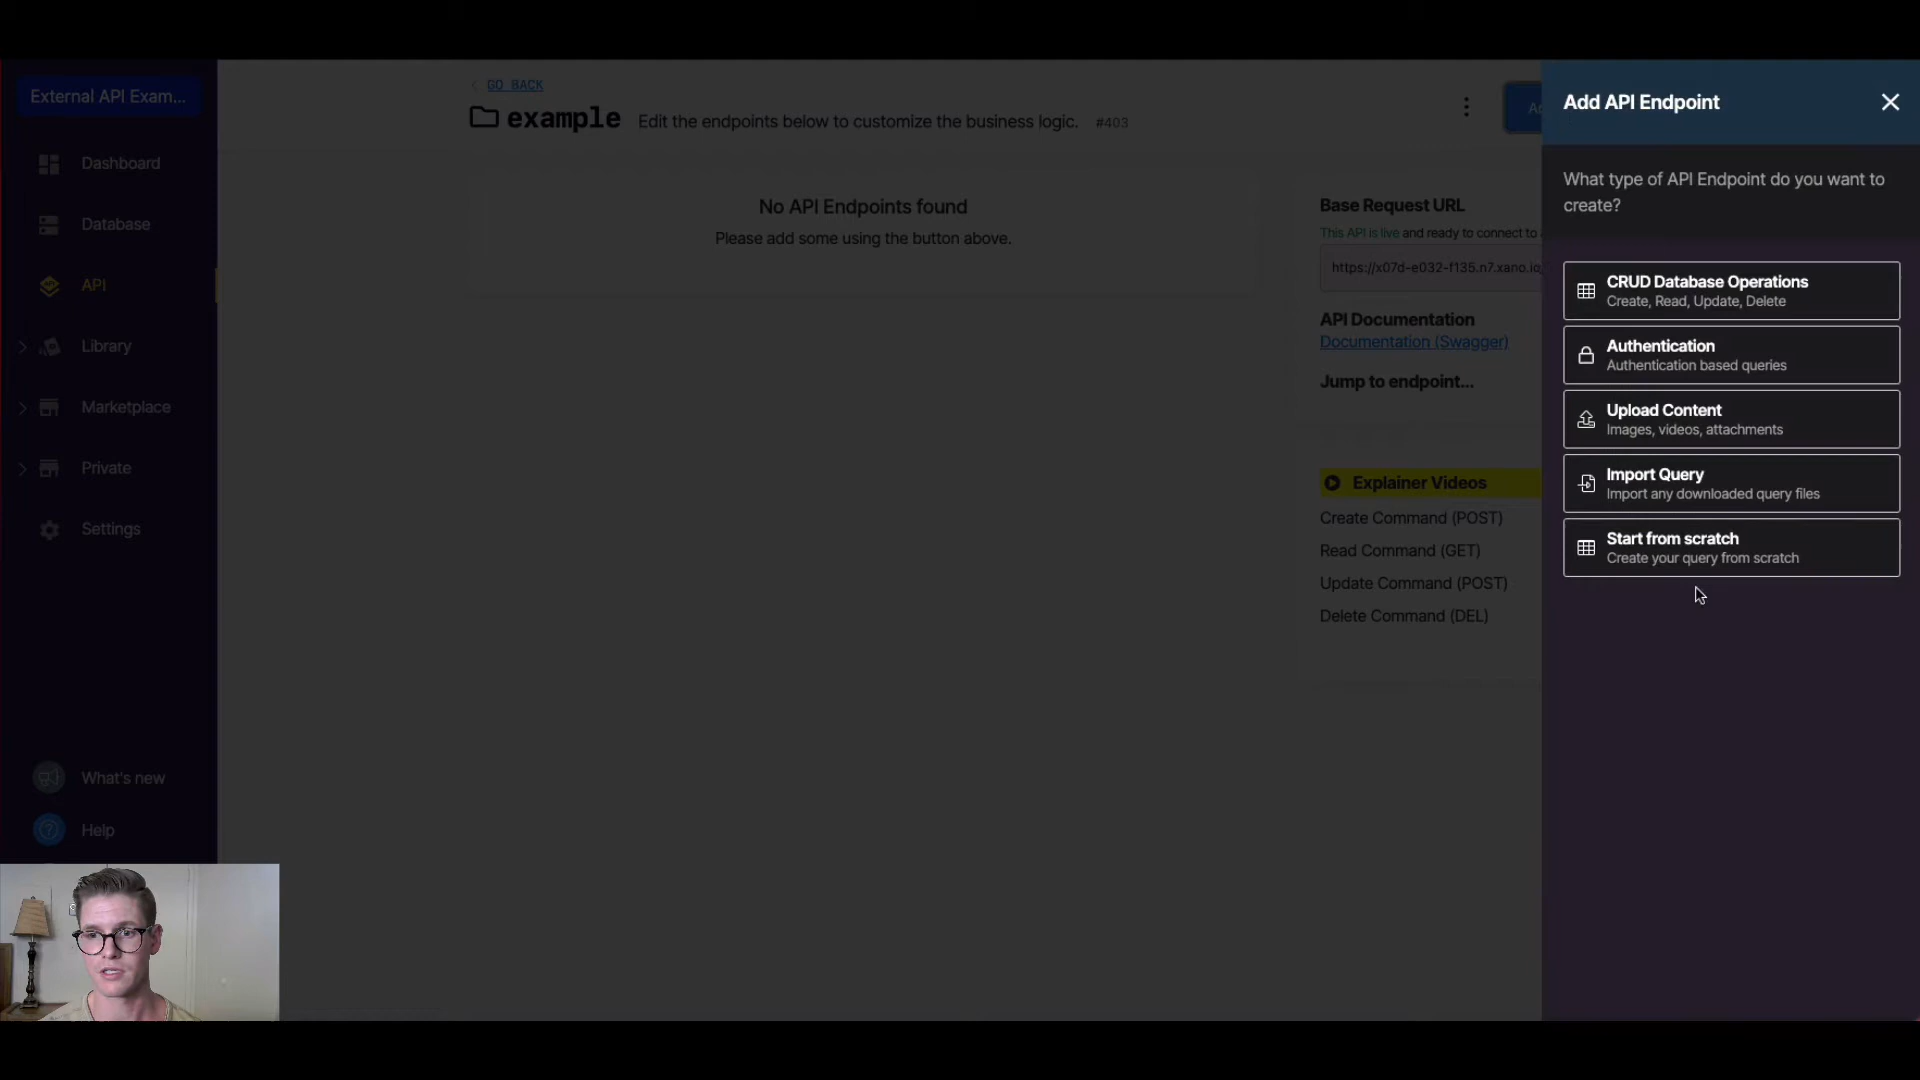 External API Exam...
Dashboard
Database
API
Library
Marketplace
Private
Settings
What's new
Help
GO BACK
example
Edit the endpoints below to customize the business logic.
#403
No API Endpoints found
Please add some using the button above.
Base Request URL
This API is live and ready to connect to
https://x07d-e032-f135.n7.xano.io
API Documentation
Documentation (Swagger)
Jump to endpoint...
Explainer Videos
Create Command (POST)
Read Command (GET)
Update Command (POST)
Delete Command (DEL)
Add API Endpoint
What type of API Endpoint do you want to
create?
CRUD Database Operations
Create, Read, Update, Delete
Authentication
Authentication based queries
Upload Content
Images, videos, attachments
Import Query
Import any downloaded query files
Start from scratch
Create your query from scratch